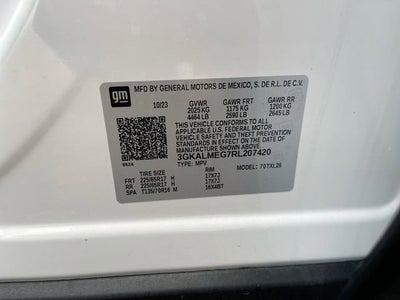 gm
MFD BY GENERAL MOTORS DE MEXICO, S. DE R.L. DE C.V.
10/23 GVWR GAWR FRT GAWR RR
2025 KG 1175 KG 1200 KG
4464 LB 2590 LB 2645 LB
THIS VEHICLE CONFORMS TO ALL APPLICABLE
U.S. FEDERAL MOTOR
VEHICLE SAFETY AND THEFT PREVENTION
STANDARDS IN EFFECT ON THE DATE OF
MANUFACTURE SHOWN ABOVE.
3GKALMEG7RL207420
TYPE: MPV MODEL: 70TXL26
TIRE SIZE RIM
FRT 225/65R17 H 17X7J
RR 225/65R17 H 17X7J
SPA T135/70R16 M 16X4BT